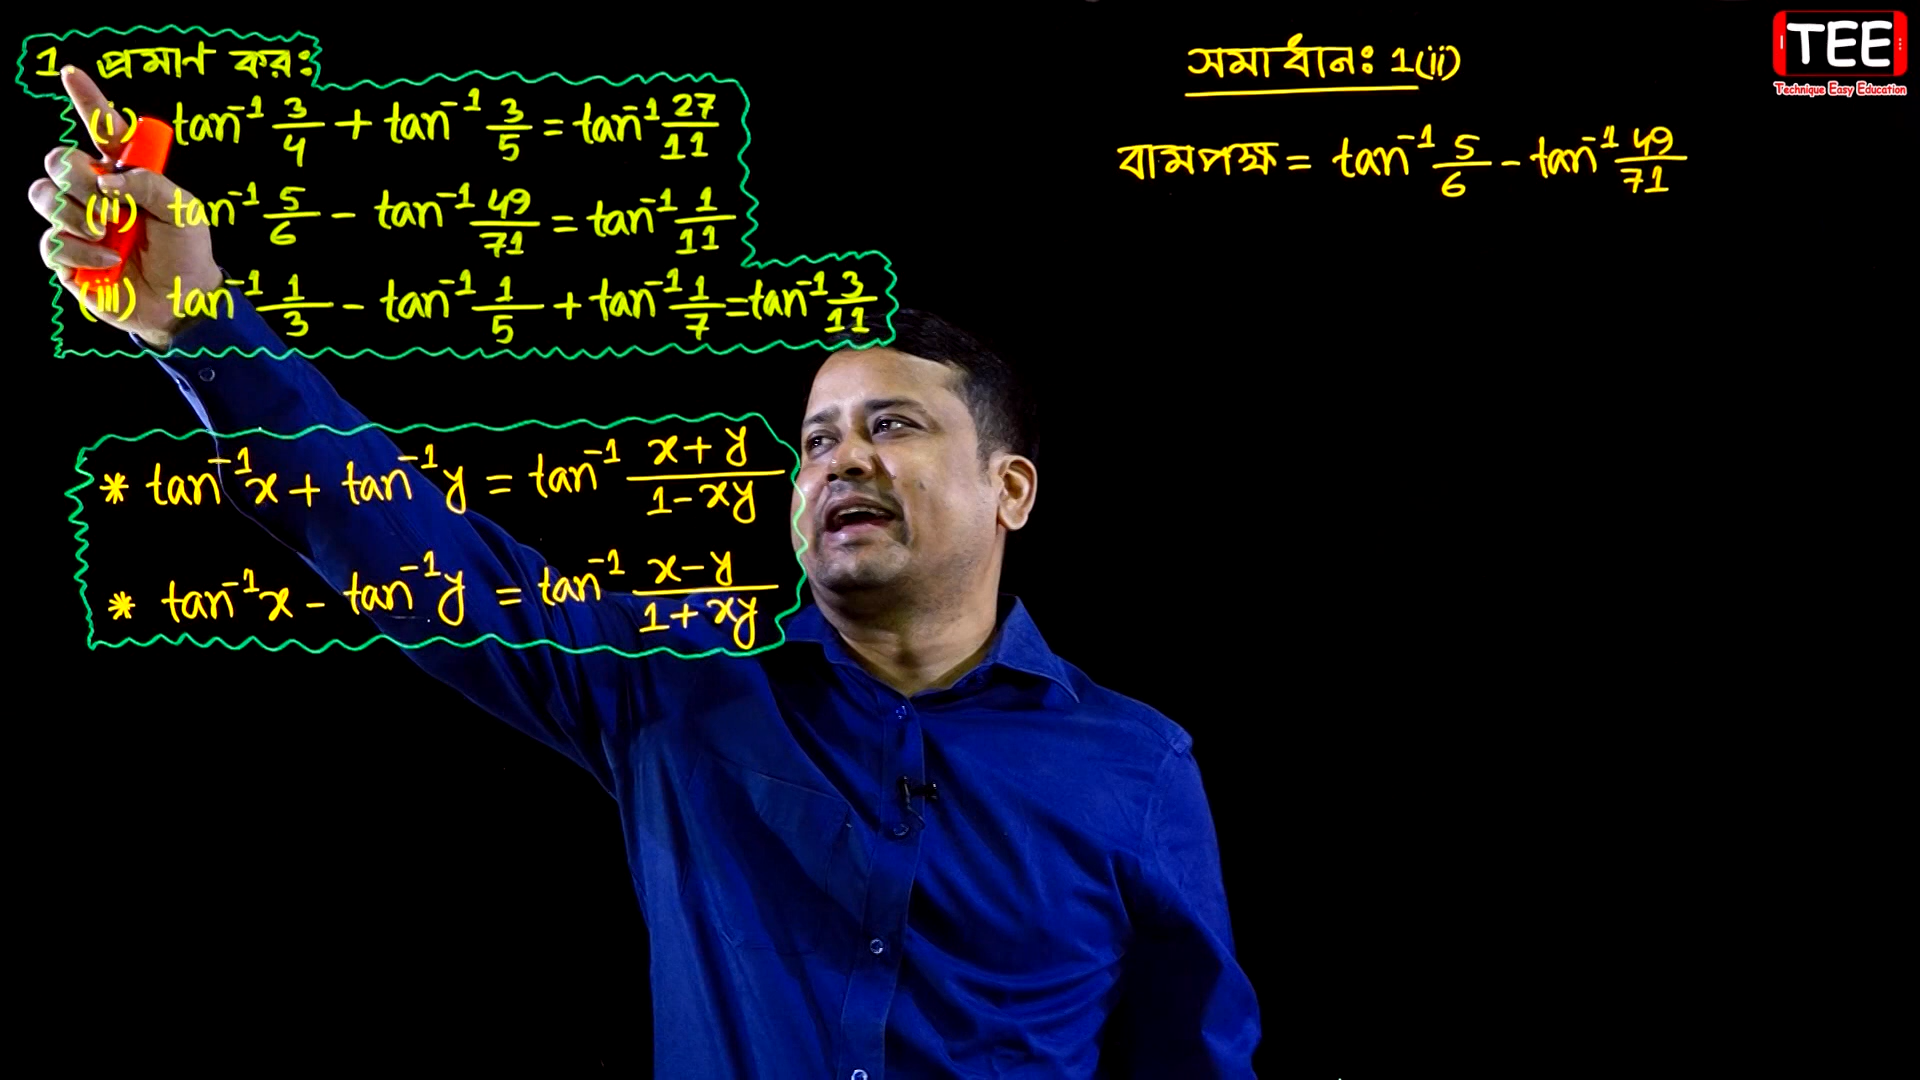 1. প্রমাণ কর:
(i) tan⁻¹ 3/4 + tan⁻¹ 3/5 = tan⁻¹ 27/11
(ii) tan⁻¹ 5/6 - tan⁻¹ 49/71 = tan⁻¹ 1/11
(iii) tan⁻¹ 1/3 - tan⁻¹ 1/5 + tan⁻¹ 1/7 = tan⁻¹ 3/11
* tan⁻¹x + tan⁻¹y = tan⁻¹ (x+y)/(1-xy)
* tan⁻¹x - tan⁻¹y = tan⁻¹ (x-y)/(1+xy)
সমাধান: 1(ii)
বামপক্ষ = tan⁻¹ 5/6 - tan⁻¹ 49/71
TEE
Technique Easy Education